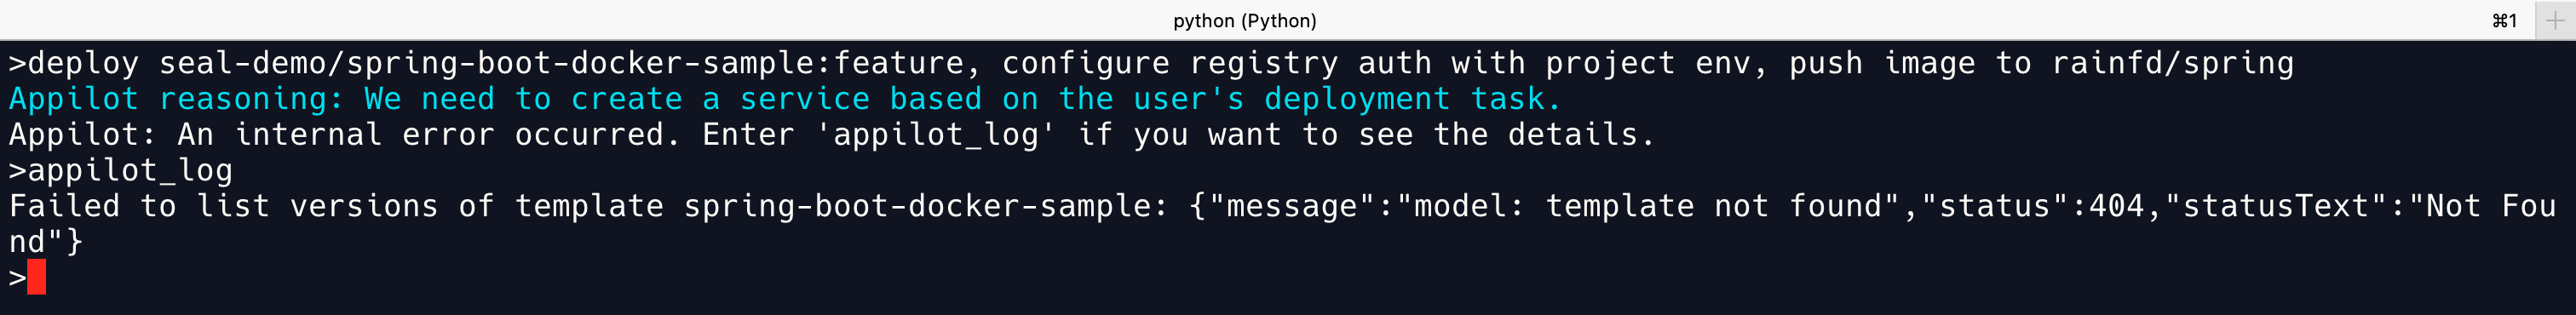 python (Python)
⌘1
>deploy seal-demo/spring-boot-docker-sample:feature, configure registry auth with project env, push image to rainfd/spring
Appilot reasoning: We need to create a service based on the user's deployment task.
Appilot: An internal error occurred. Enter 'appilot_log' if you want to see the details.
>appilot_log
Failed to list versions of template spring-boot-docker-sample: {"message":"model: template not found","status":404,"statusText":"Not Fou
nd"}
>